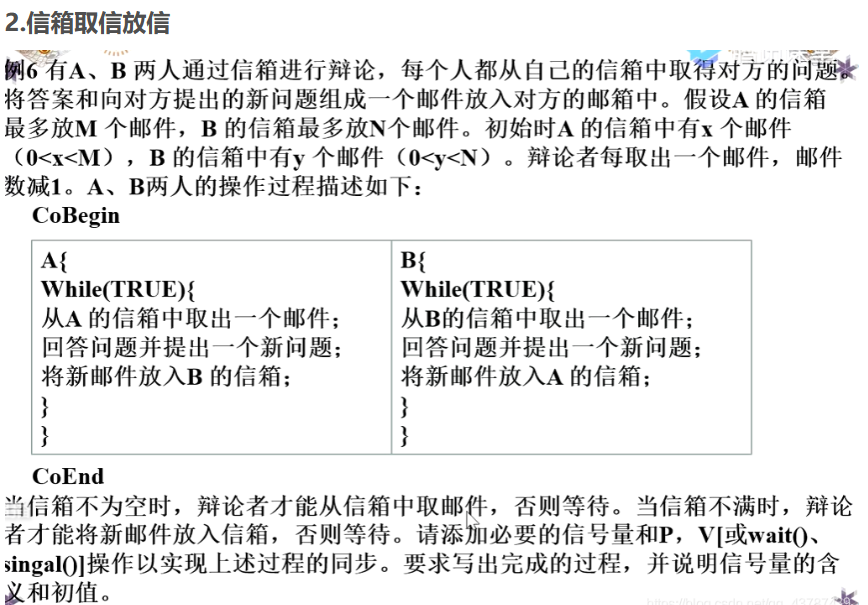 2.信箱取信放信
例6 有A、B 两人通过信箱进行辩论，每个人都从自己的信箱中取得对方的问题。
将答案和向对方提出的新问题组成一个邮件放入对方的邮箱中。假设A 的信箱
最多放M 个邮件，B 的信箱最多放N个邮件。初始时A 的信箱中有x 个邮件
（0<x<M），B 的信箱中有y 个邮件（0<y<N）。辩论者每取出一个邮件，邮件
数减1。A、B两人的操作过程描述如下：
CoBegin
A{
While(TRUE){
从A 的信箱中取出一个邮件；
回答问题并提出一个新问题；
将新邮件放入B 的信箱；
}
}
B{
While(TRUE){
从B的信箱中取出一个邮件；
回答问题并提出一个新问题；
将新邮件放入A 的信箱；
}
}
CoEnd
当信箱不为空时，辩论者才能从信箱中取邮件，否则等待。当信箱不满时，辩论
者才能将新邮件放入信箱，否则等待。请添加必要的信号量和P，V[或wait()、
singal()]操作以实现上述过程的同步。要求写出完成的过程，并说明信号量的含
义和初值。